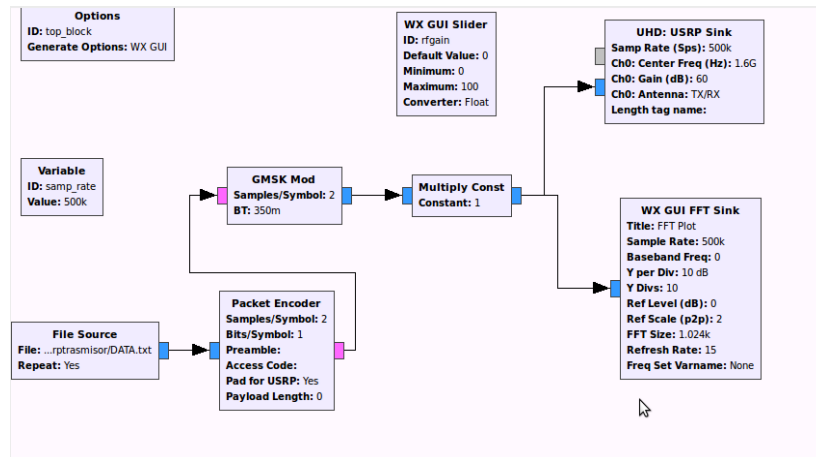 Options
ID: top_block
Generate Options: WX GUI
WX GUI Slider
ID: rfgain
Default Value: 0
Minimum: 0
Maximum: 100
Converter: Float
UHD: USRP Sink
Samp Rate (Sps): 500k
Ch0: Center Freq (Hz): 1.6G
Ch0: Gain (dB): 60
Ch0: Antenna: TX/RX
Length tag name:
Variable
ID: samp_rate
Value: 500k
GMSK Mod
Samples/Symbol: 2
BT: 350m
Multiply Const
Constant: 1
WX GUI FFT Sink
Title: FFT Plot
Sample Rate: 500k
Baseband Freq: 0
Y per Div: 10 dB
Y Divs: 10
Ref Level (dB): 0
Ref Scale (p2p): 2
FFT Size: 1.024k
Refresh Rate: 15
Freq Set Varname: None
File Source
File: ...rptrasmisor/DATA.txt
Repeat: Yes
Packet Encoder
Samples/Symbol: 2
Bits/Symbol: 1
Preamble:
Access Code:
Pad for USRP: Yes
Payload Length: 0